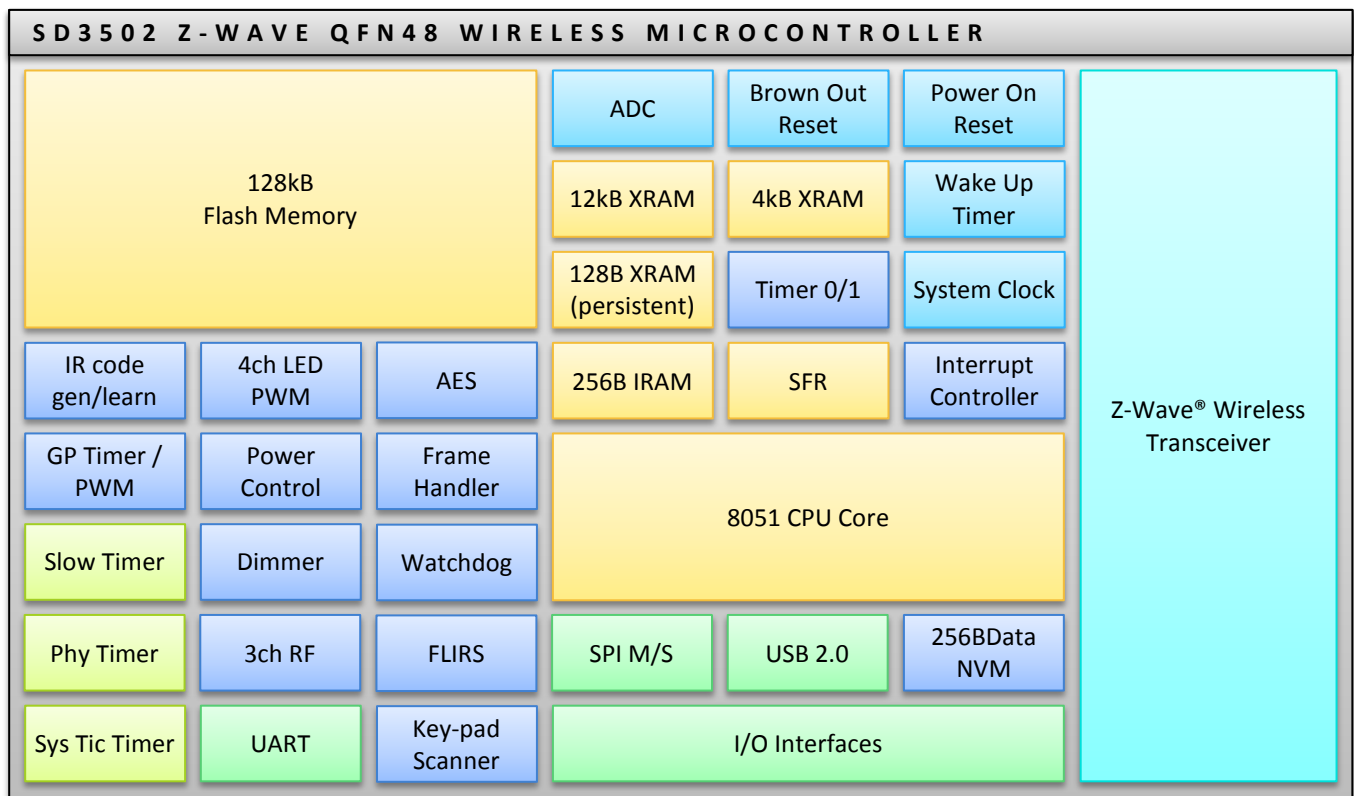 SD3502 Z-WAVE QFN48 WIRELESS MICROCONTROLLER
128kB
Flash Memory
ADC
Brown Out
Reset
Power On
Reset
12kB XRAM
4kB XRAM
Wake Up
Timer
128B XRAM
(persistent)
Timer 0/1
System Clock
IR code
gen/learn
4ch LED
PWM
AES
256B IRAM
SFR
Interrupt
Controller
Z-Wave® Wireless
Transceiver
GP Timer /
PWM
Power
Control
Frame
Handler
8051 CPU Core
Slow Timer
Dimmer
Watchdog
Phy Timer
3ch RF
FLIRS
SPI M/S
USB 2.0
256BData
NVM
Sys Tic Timer
UART
Key-pad
Scanner
I/O Interfaces